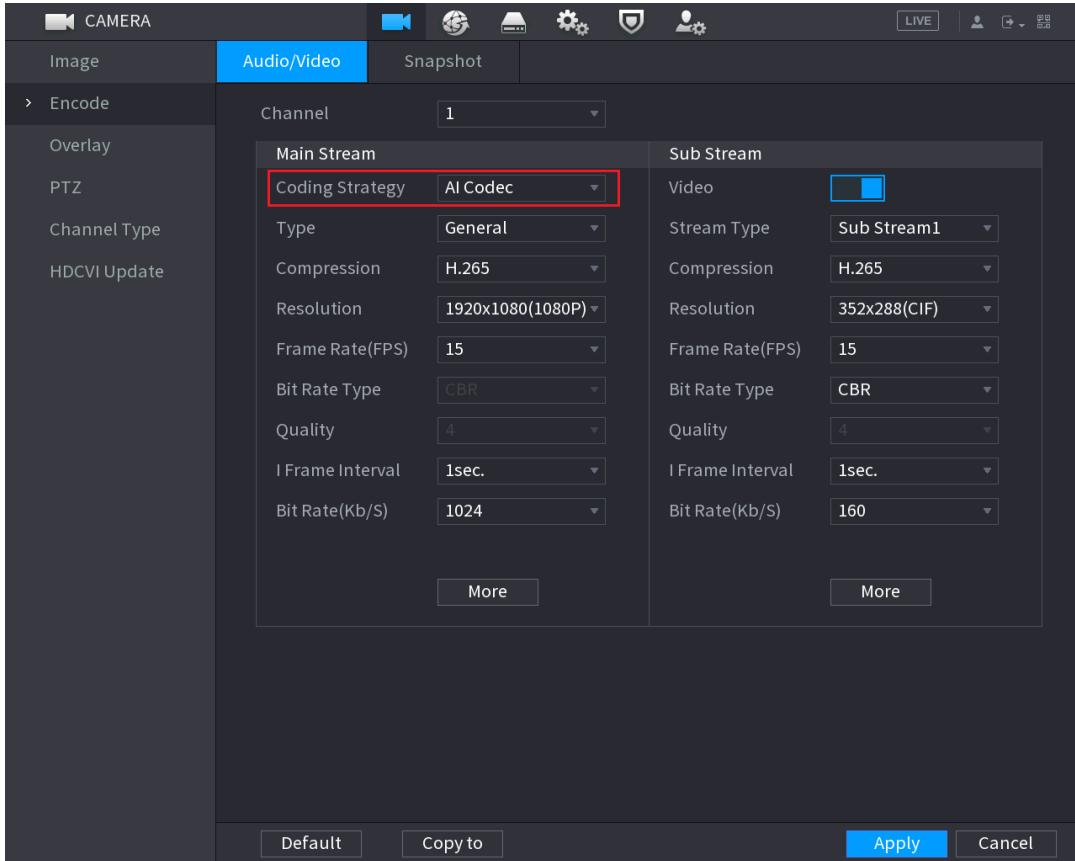 CAMERA LIVE
Image
Encode
Overlay
PTZ
Channel Type
HDCVI Update
Audio/Video Snapshot
Channel 1
Main Stream Sub Stream
Coding Strategy AI Codec Video
Type General Stream Type Sub Stream1
Compression H.265 Compression H.265
Resolution 1920x1080(1080P) Resolution 352x288(CIF)
Frame Rate(FPS) 15 Frame Rate(FPS) 15
Bit Rate Type CBR Bit Rate Type CBR
Quality 4 Quality 4
I Frame Interval 1sec. I Frame Interval 1sec.
Bit Rate(Kb/S) 1024 Bit Rate(Kb/S) 160
More More
Default Copy to Apply Cancel